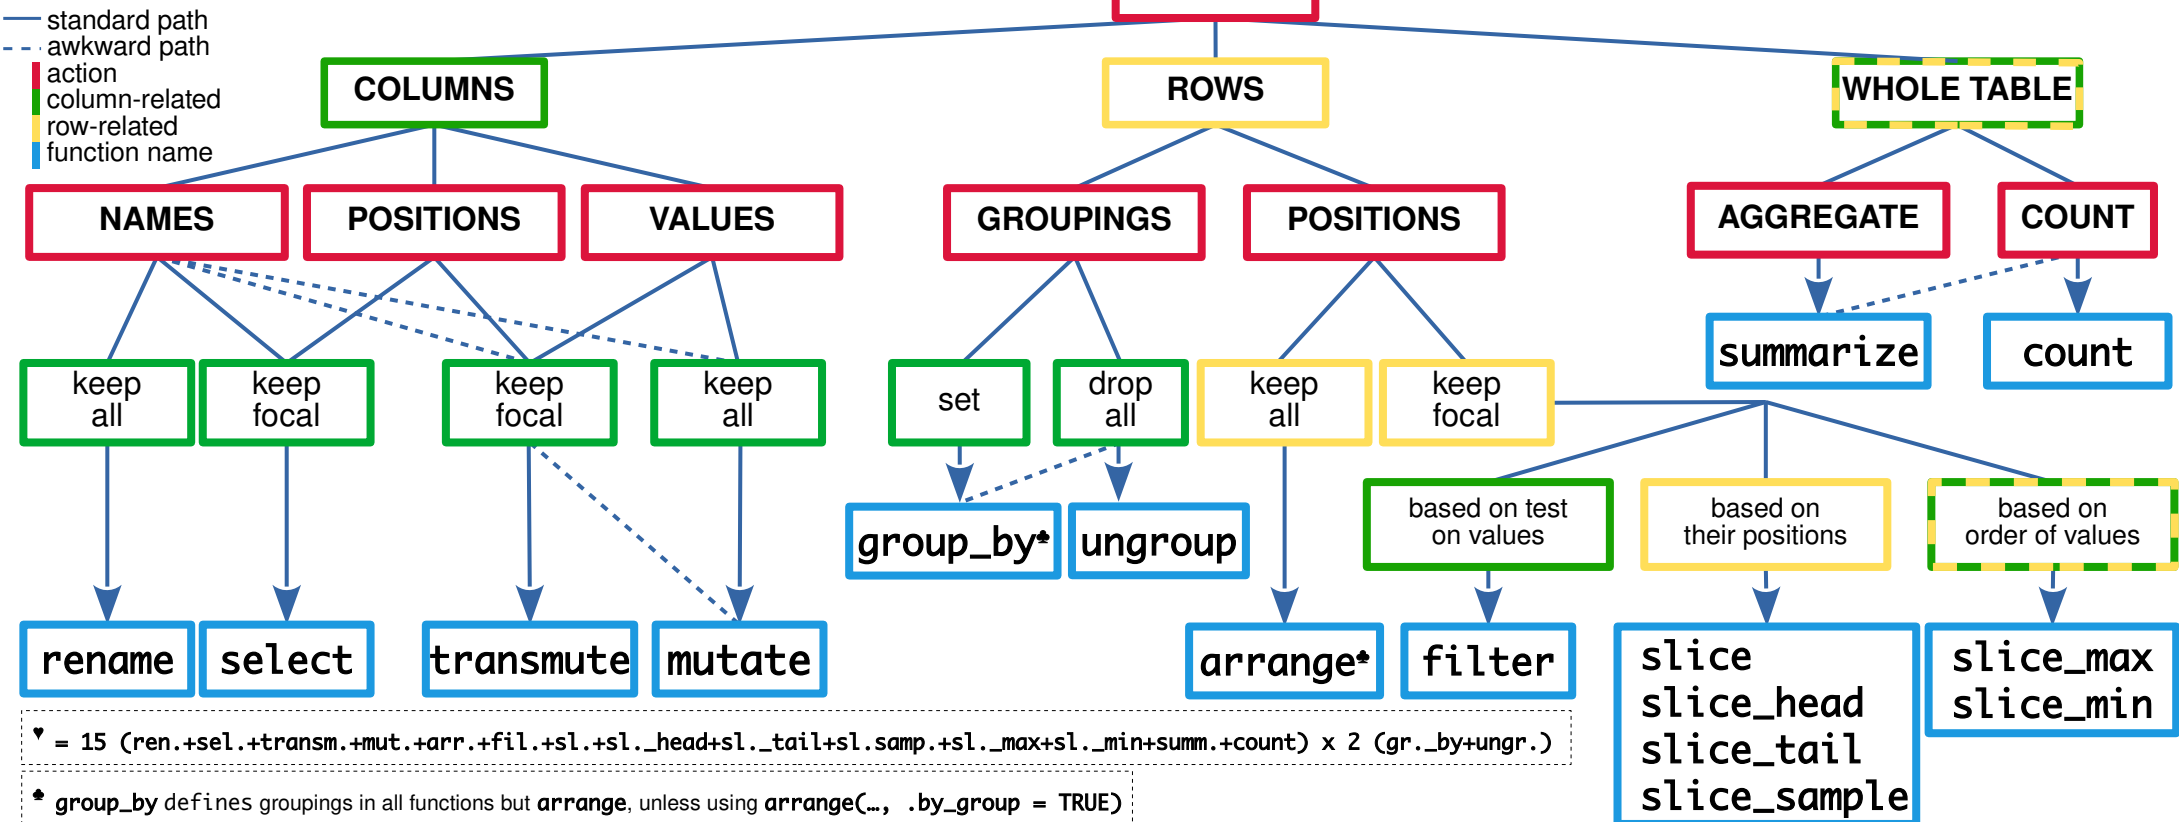 standard path
awkward path
action
column-related
row-related
function name
COLUMNS
ROWS
WHOLE TABLE
NAMES
POSITIONS
VALUES
GROUPINGS
POSITIONS
AGGREGATE
COUNT
summarize
count
keep
all
keep
focal
keep
focal
keep
all
set
drop
all
keep
all
keep
focal
based on test
on values
based on
their positions
based on
order of values
group_by♣
ungroup
rename
select
transmute
mutate
arrange♣
filter
slice
slice_head
slice_tail
slice_sample
slice_max
slice_min
♥ = 15 (ren.+sel.+transm.+mut.+arr.+fil.+sl.+sl._head+sl._tail+sl.samp.+sl._max+sl._min+summ.+count) x 2 (gr._by+ungr.)
♣ group_by defines groupings in all functions but arrange, unless using arrange(…, .by_group = TRUE)